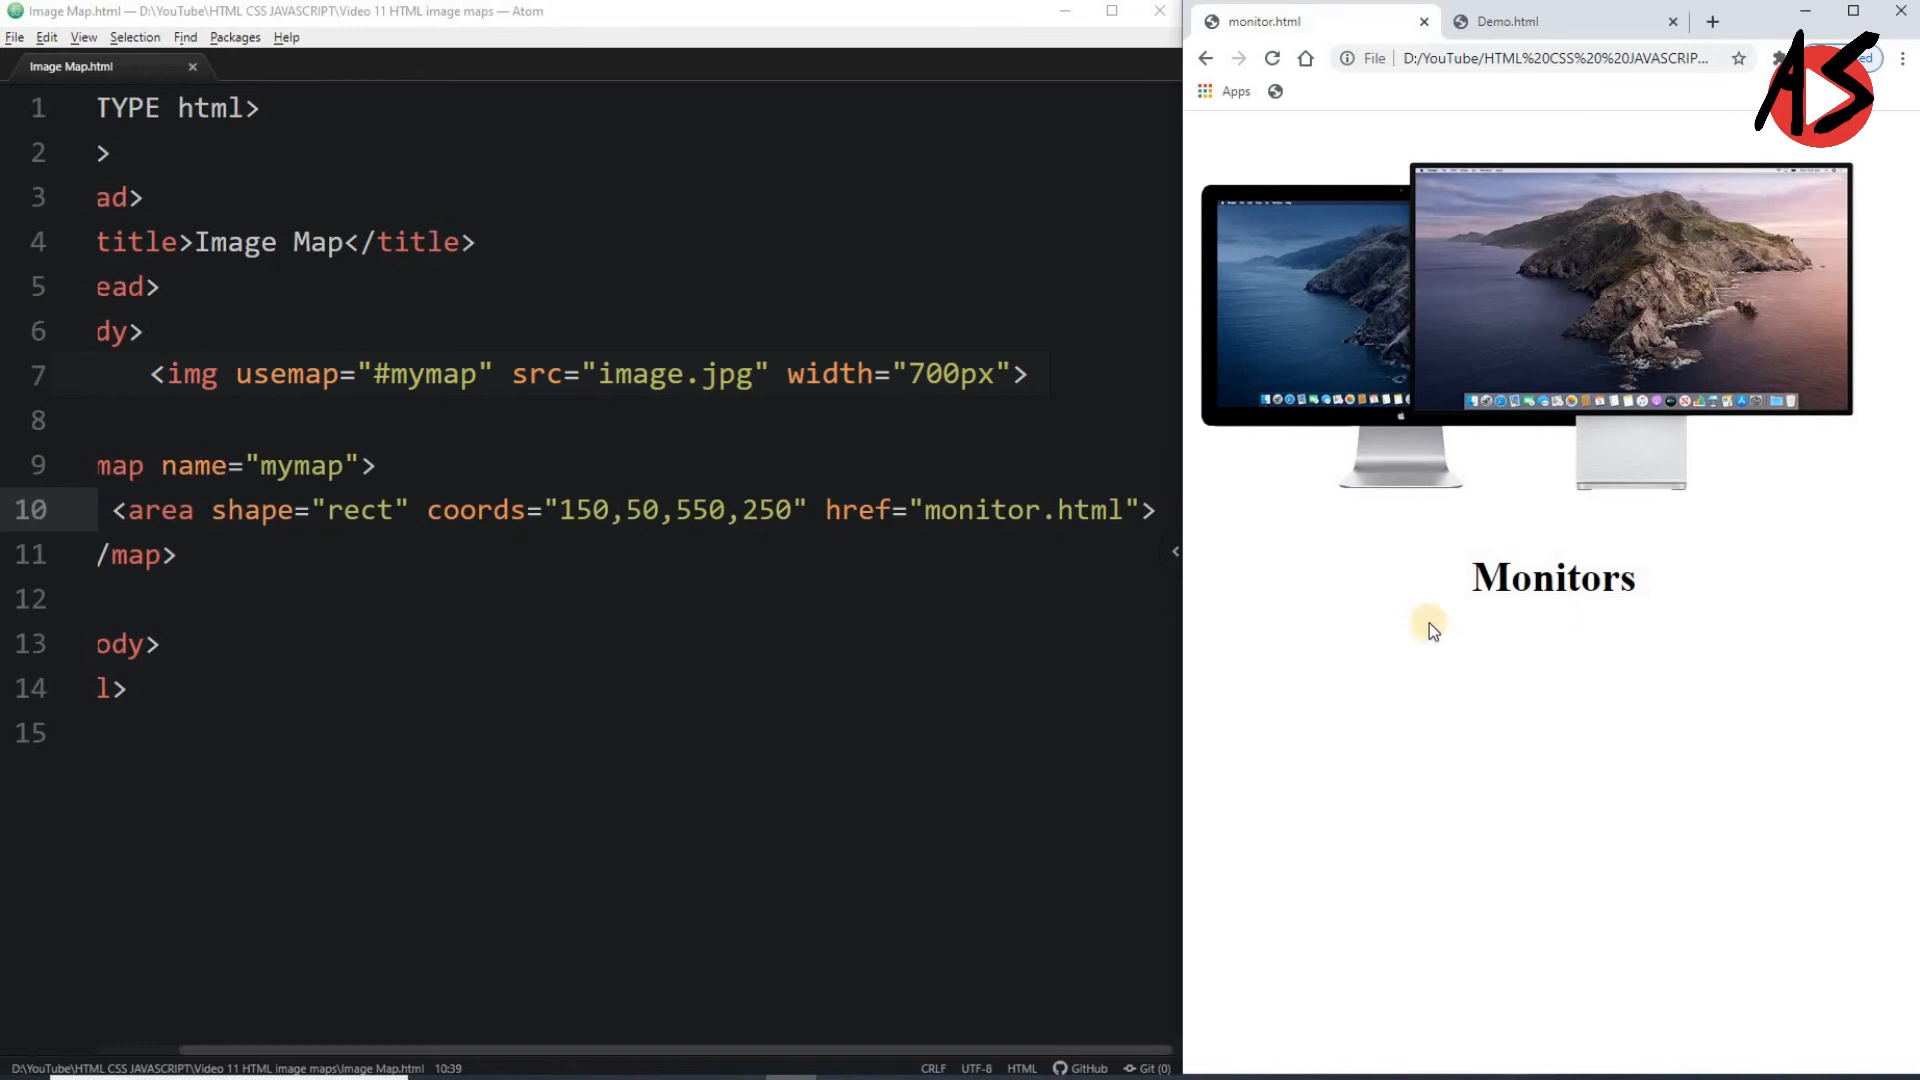 Image Map.html — D:\YouTube\HTML CSS JAVASCRIPT\Video 11 HTML image maps — Atom
File Edit View Selection Find Packages Help
Image Map.html
1 TYPE html>
2 >
3 ad>
4 title>Image Map</title>
5 ead>
6 dy>
7 <img usemap="#mymap" src="image.jpg" width="700px">
8
9 map name="mymap">
10 <area shape="rect" coords="150,50,550,250" href="monitor.html">
11 /map>
12
13 ody>
14 l>
15
D:\YouTube\HTML CSS JAVASCRIPT\Video 11 HTML image maps\Image Map.html 10:39 CRLF UTF-8 HTML GitHub Git (0)
monitor.html Demo.html
File D:/YouTube/HTML%20CSS%20%20JAVASCRIP...
Apps
AS
Monitors